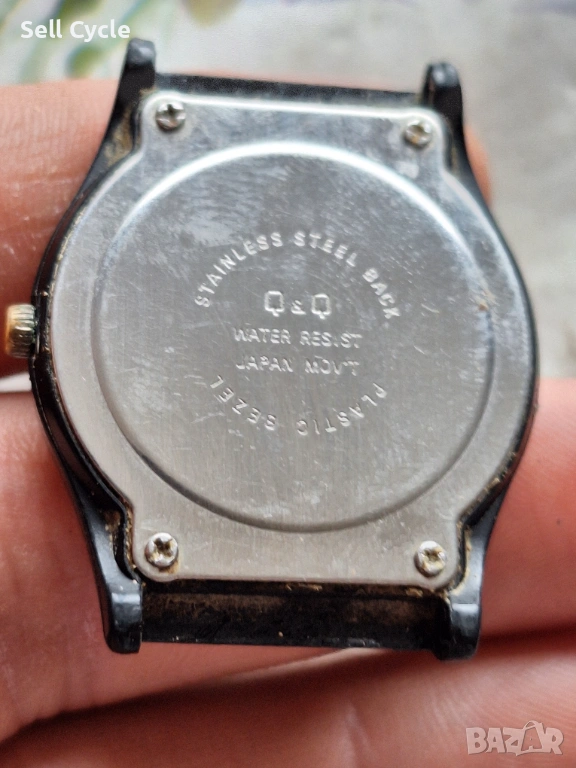 Sell Cycle
STAINLESS STEEL BACK
Q & Q
WATER RESIST
JAPAN MOV'T
PLASTIC BEZEL
BAZAR